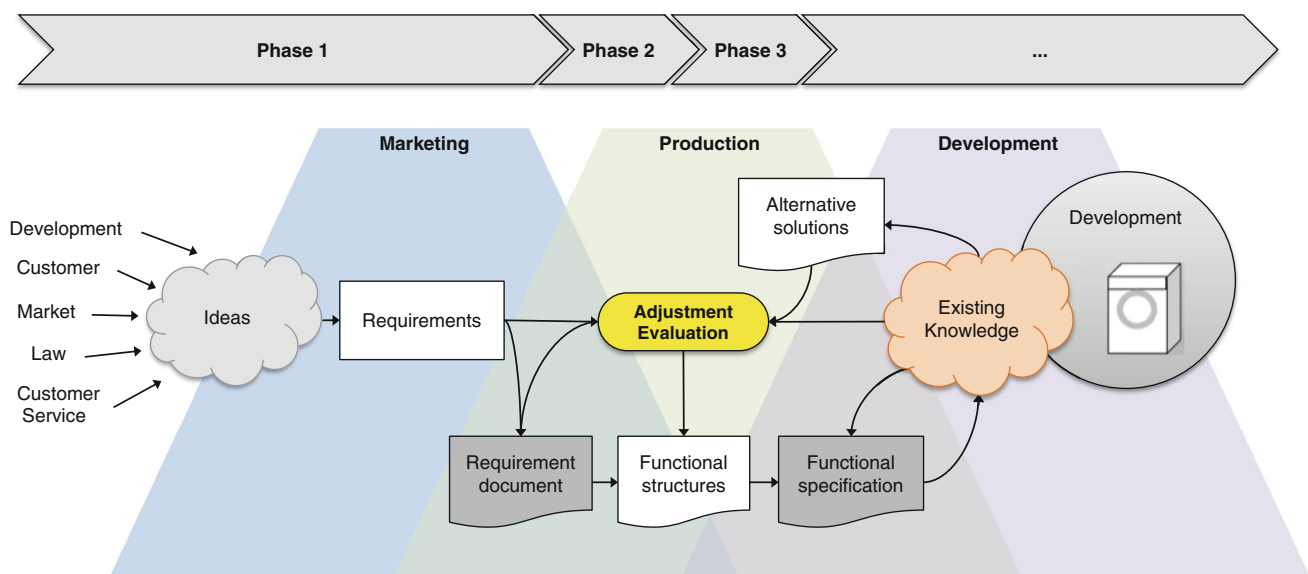 Phase 1
Phase 2
Phase 3
...
Marketing
Production
Development
Development
Customer
Market
Law
Customer
Service
Ideas
Requirements
Adjustment
Evaluation
Alternative
solutions
Existing
Knowledge
Development
Requirement
document
Functional
structures
Functional
specification